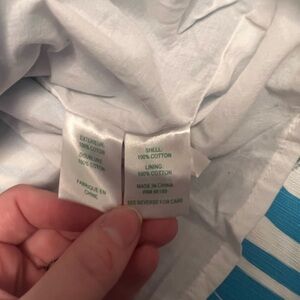 EXTERIEUR:
100% COTON
DOUBLURE:
100% COTON
FABRIQUE EN
CHINE
SHELL:
100% COTTON
LINING:
100% COTTON
MADE IN CHINA
SEE REVERSE FOR CARE